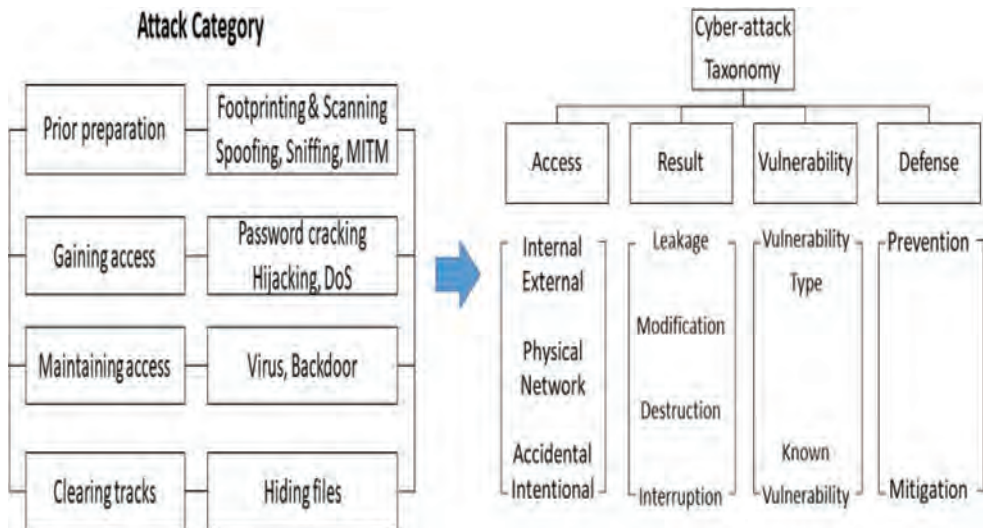 Attack Category
Prior preparation
Footprinting & Scanning
Spoofing, Sniffing, MITM
Gaining access
Password cracking
Hijacking, DoS
Maintaining access
Virus, Backdoor
Clearing tracks
Hiding files
Cyber-attack
Taxonomy
Access
Result
Vulnerability
Defense
Internal
External
Physical
Network
Accidental
Intentional
Leakage
Modification
Destruction
Interruption
Vulnerability
Type
Known
Vulnerability
Prevention
Mitigation